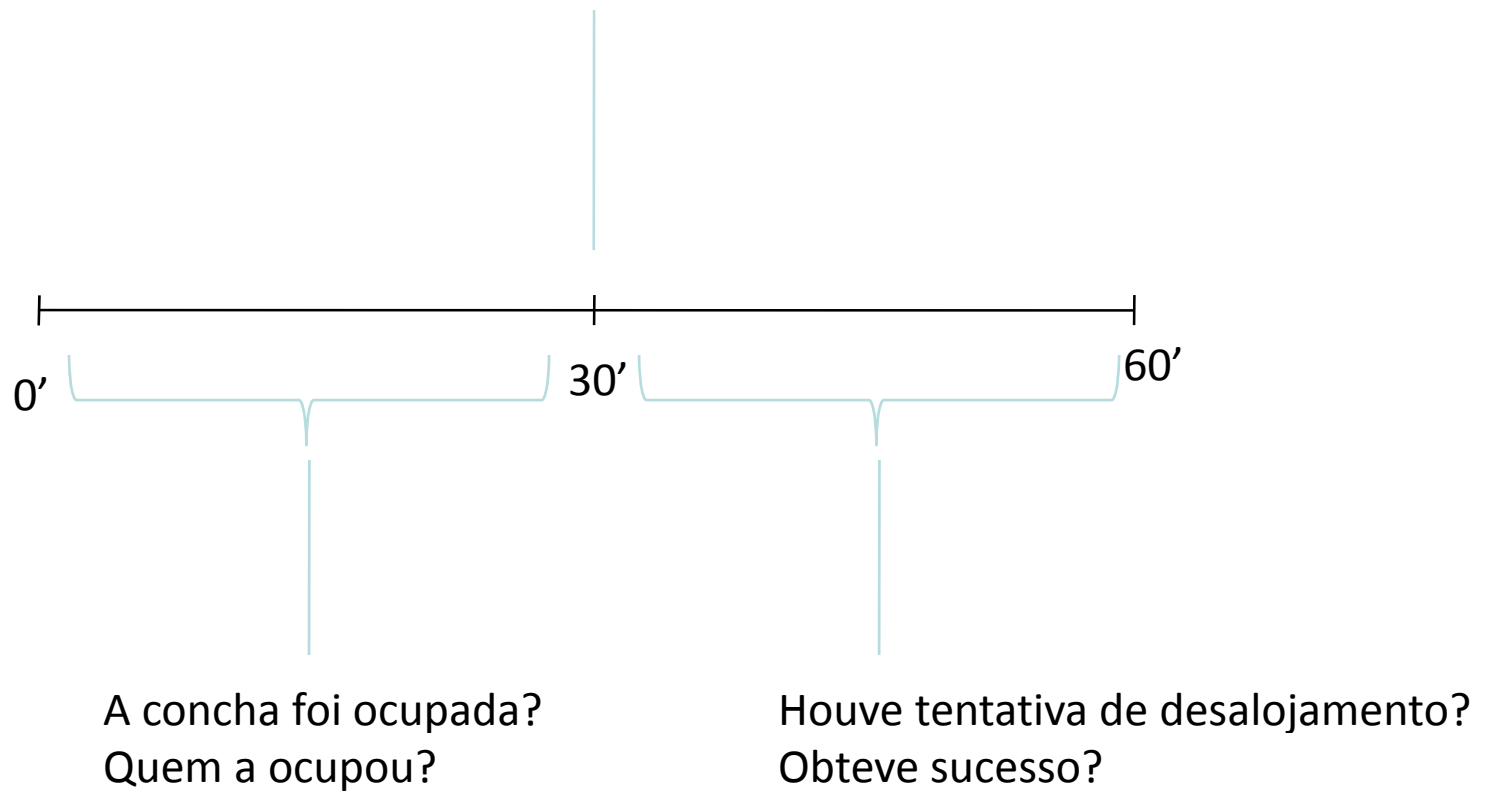 0’
30’
60’
A concha foi ocupada?
Quem a ocupou?
Houve tentativa de desalojamento?
Obteve sucesso?